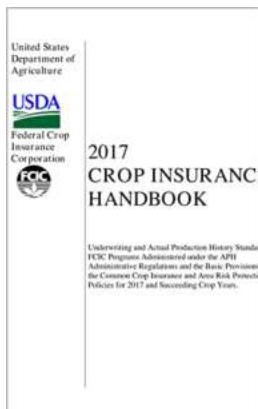 United States
Department of
Agriculture
USDA
Federal Crop
Insurance
Corporation
FCIC
2017
CROP INSURANC
HANDBOOK
Underwriting and Actual Production History Standa
FCIC Programs Administered under the APH
Administrative Regulations and the Basic Provision
the Common Crop Insurance and Area Risk Protecti
Policies for 2017 and Succeeding Crop Years.